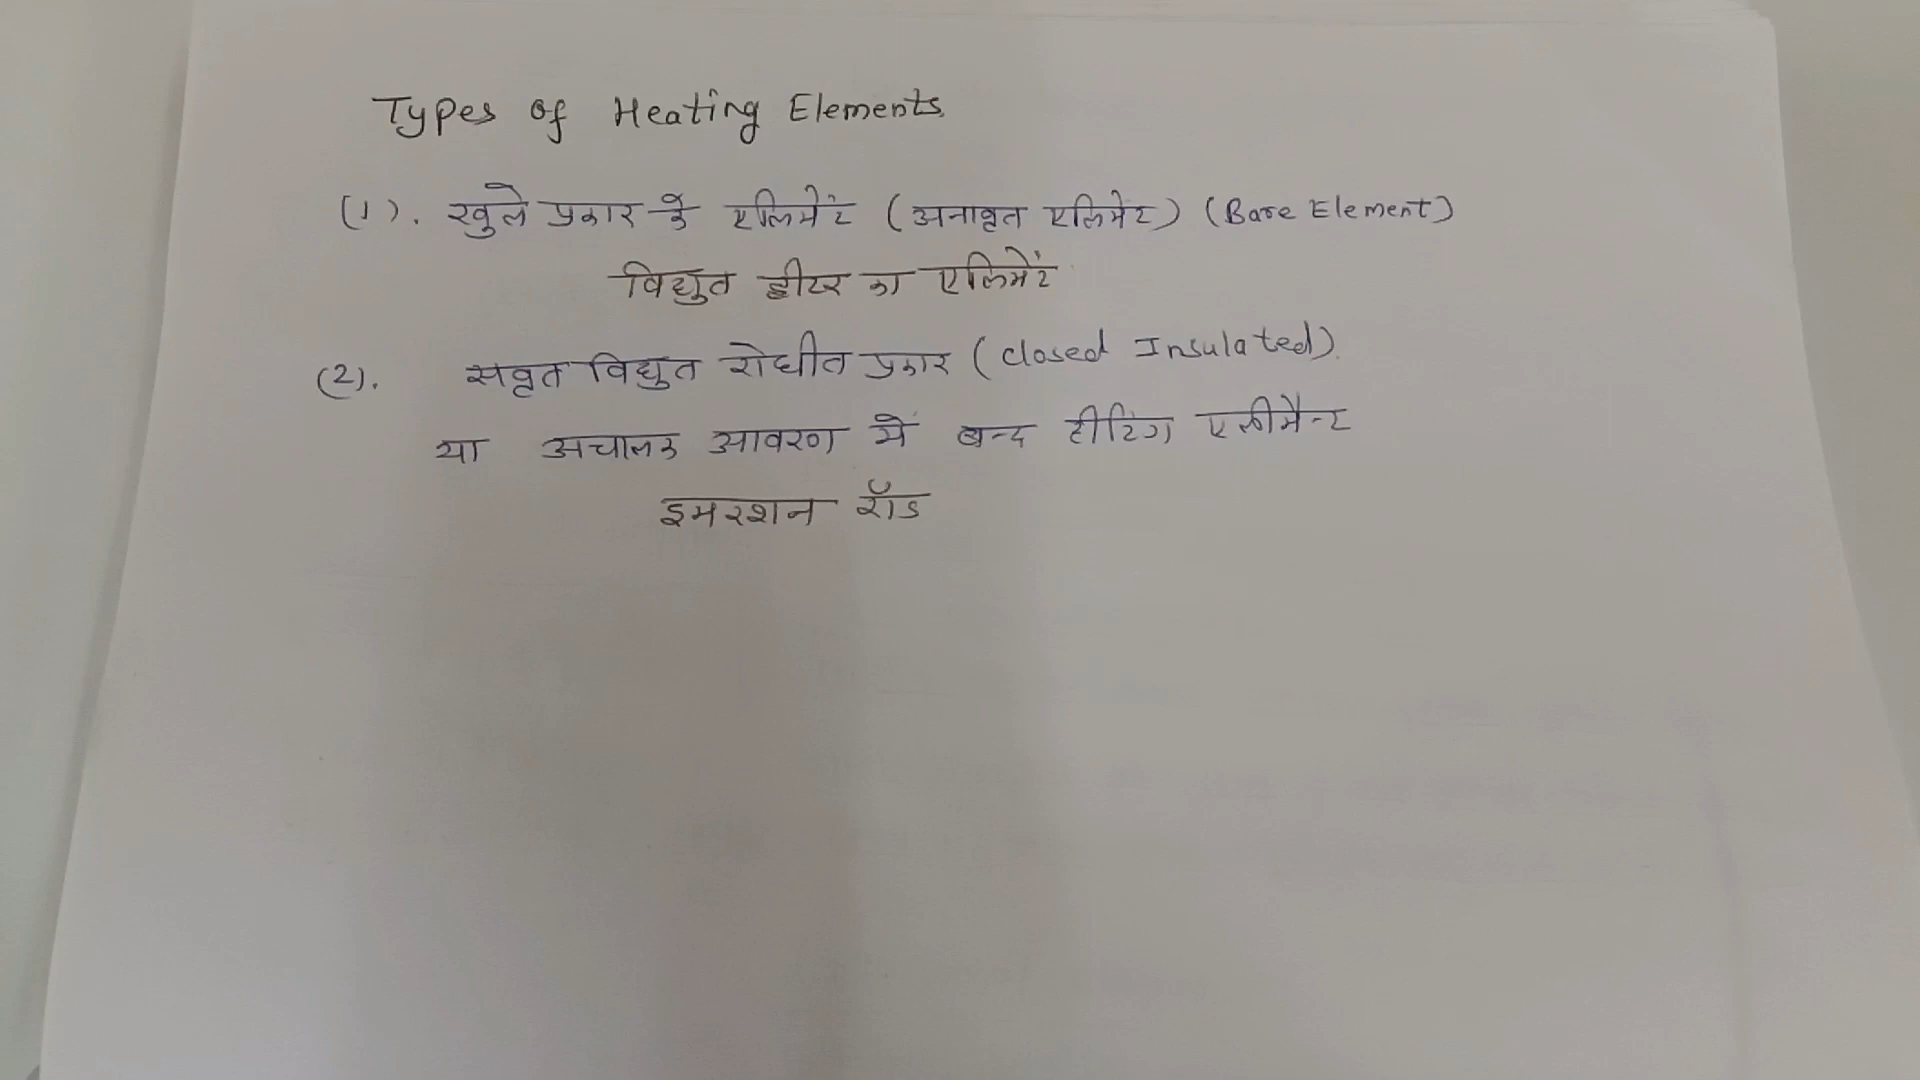 Types of Heating Elements.
(1). खुले प्रकार के एलिमेंट (अनावृत एलिमेंट) (Bare Element)
विद्युत हीटर का एलिमेंट
(2). सवृत विद्युत रोधीत प्रकार (closed Insulated).
या अचालक आवरण में बन्द हीटिंग एलीमैन्ट
इमरशन रॉड